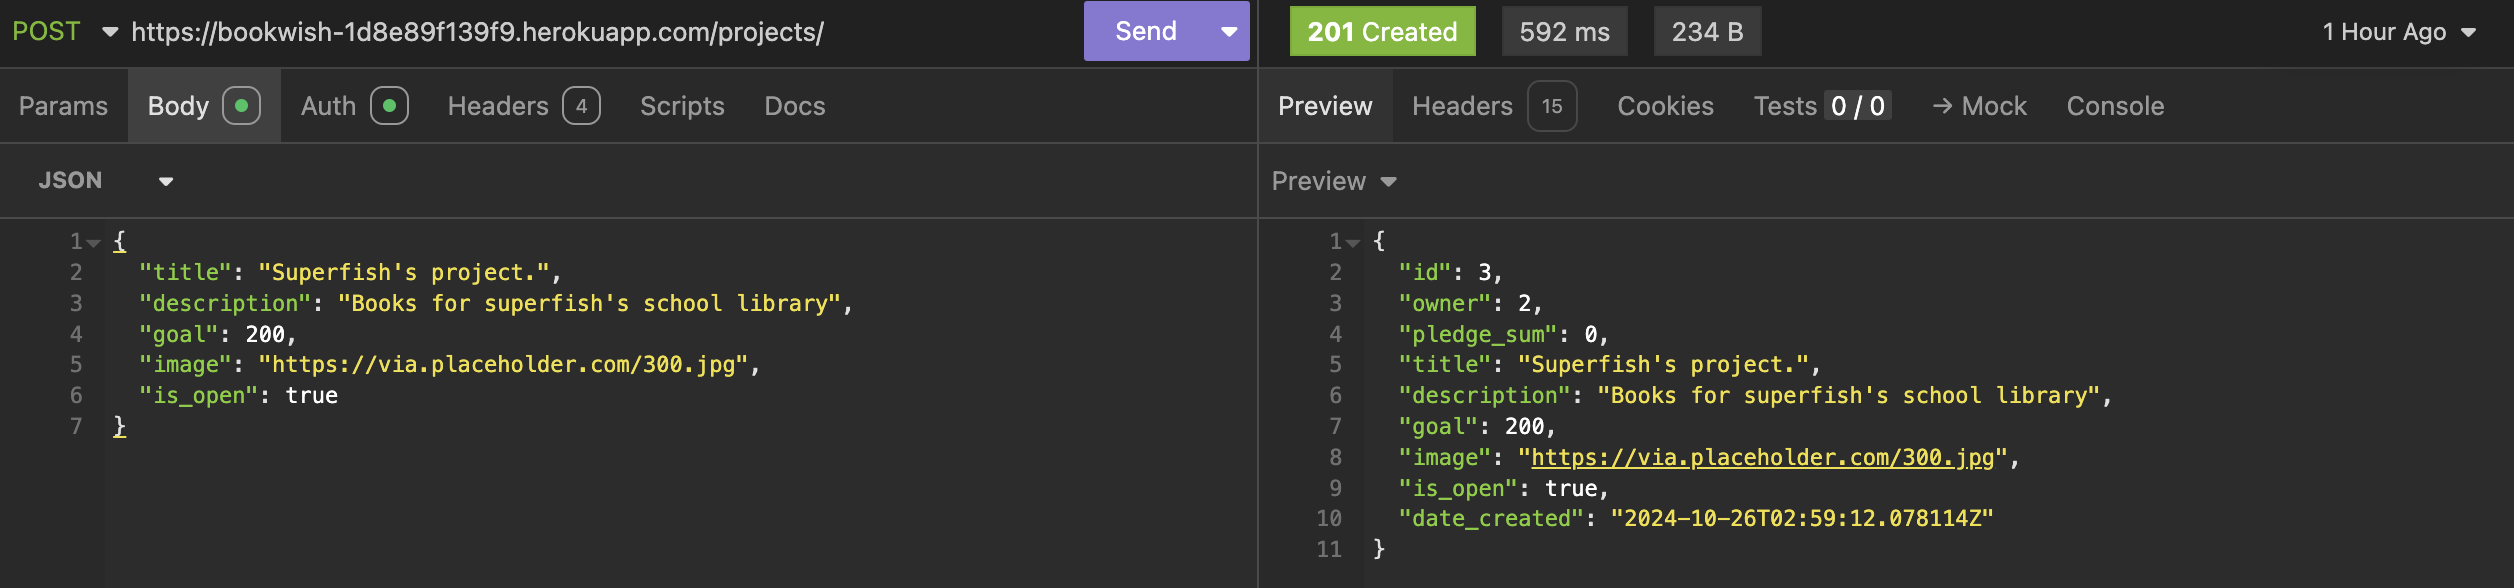 POST https://bookwish-1d8e89f139f9.herokuapp.com/projects/ Send
Params Body Auth Headers 4 Scripts Docs
JSON
1 {
2 "title": "Superfish's project.",
3 "description": "Books for superfish's school library",
4 "goal": 200,
5 "image": "https://via.placeholder.com/300.jpg",
6 "is_open": true
7 }
201 Created 592 ms 234 B 1 Hour Ago
Preview Headers 15 Cookies Tests 0 / 0 → Mock Console
Preview
1 {
2 "id": 3,
3 "owner": 2,
4 "pledge_sum": 0,
5 "title": "Superfish's project.",
6 "description": "Books for superfish's school library",
7 "goal": 200,
8 "image": "https://via.placeholder.com/300.jpg",
9 "is_open": true,
10 "date_created": "2024-10-26T02:59:12.078114Z"
11 }